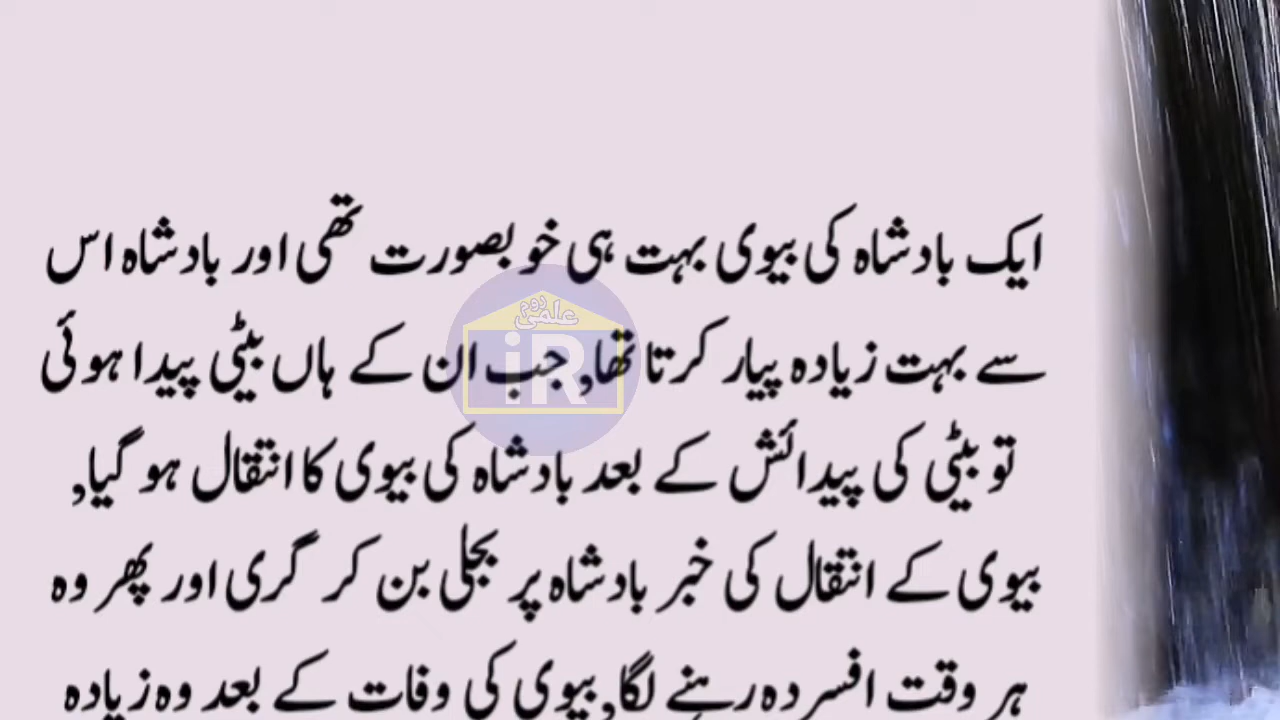 ایک بادشاہ کی بیوی بہت ہی خوبصورت تھی اور بادشاہ اس
سے بہت زیادہ پیار کرتا تھا, جب ان کے ہاں بیٹی پیدا ہوئی
تو بیٹی کی پیدائش کے بعد بادشاہ کی بیوی کا انتقال ہو گیا,
بیوی کے انتقال کی خبر بادشاہ پر بجلی بن کر گری اور پھر وہ
ہر وقت افسردہ رہنے لگا, بیوی کی وفات کے بعد وہ زیادہ
علمی روم
iR